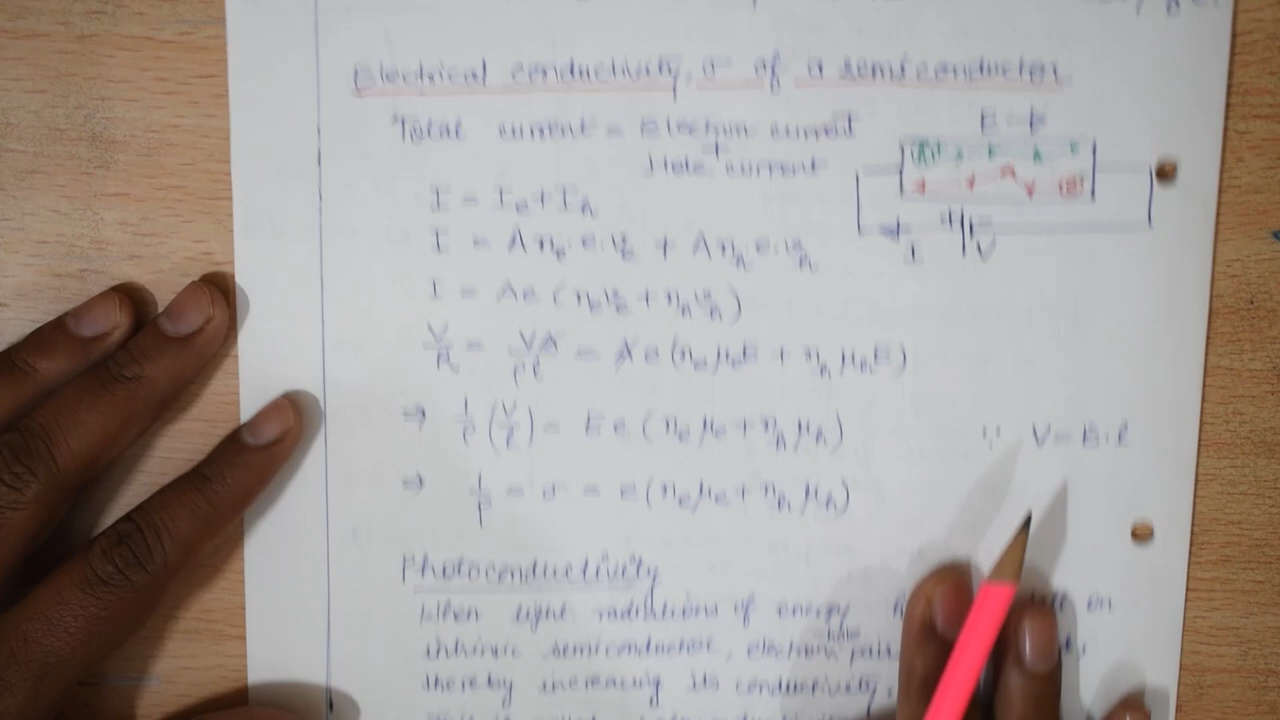 Electrical conductivity, σ of a semiconductor
Total current = Electron current
+
Hole current
I = Ie + Ih
I = A ne . e . ve + A nh e . vh
I = Ae (ne ve + nh vh)
V/R = VA/ρl = A e (ne μe E + nh μh E)
⇒ 1/ρ (V/l) = E e (ne μe + nh μh)
∵ V = E . l
⇒ 1/ρ = σ = e (ne μe + nh μh)
I
V
Photoconductivity
When light radiations of energy on
intrinsic semiconductor, electron hole pairs
thereby increasing its conductivity.